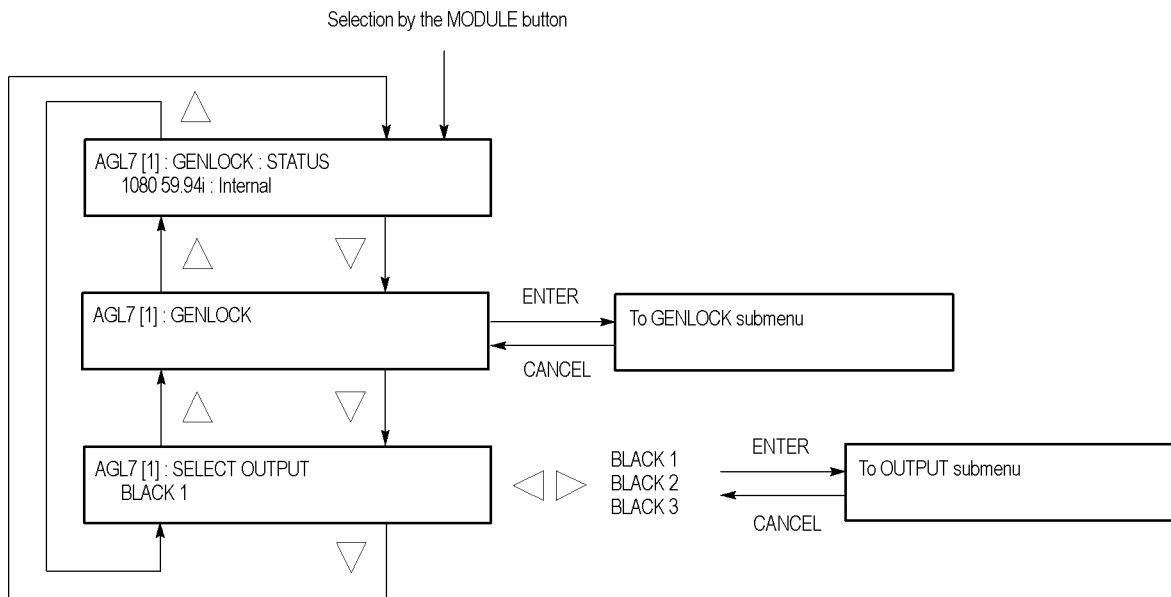 Selection by the MODULE button
AGL7 [1] : GENLOCK : STATUS
1080 59.94i : Internal
AGL7 [1] : GENLOCK
ENTER
CANCEL
To GENLOCK submenu
AGL7 [1] : SELECT OUTPUT
BLACK 1
BLACK 1
BLACK 2
BLACK 3
ENTER
CANCEL
To OUTPUT submenu